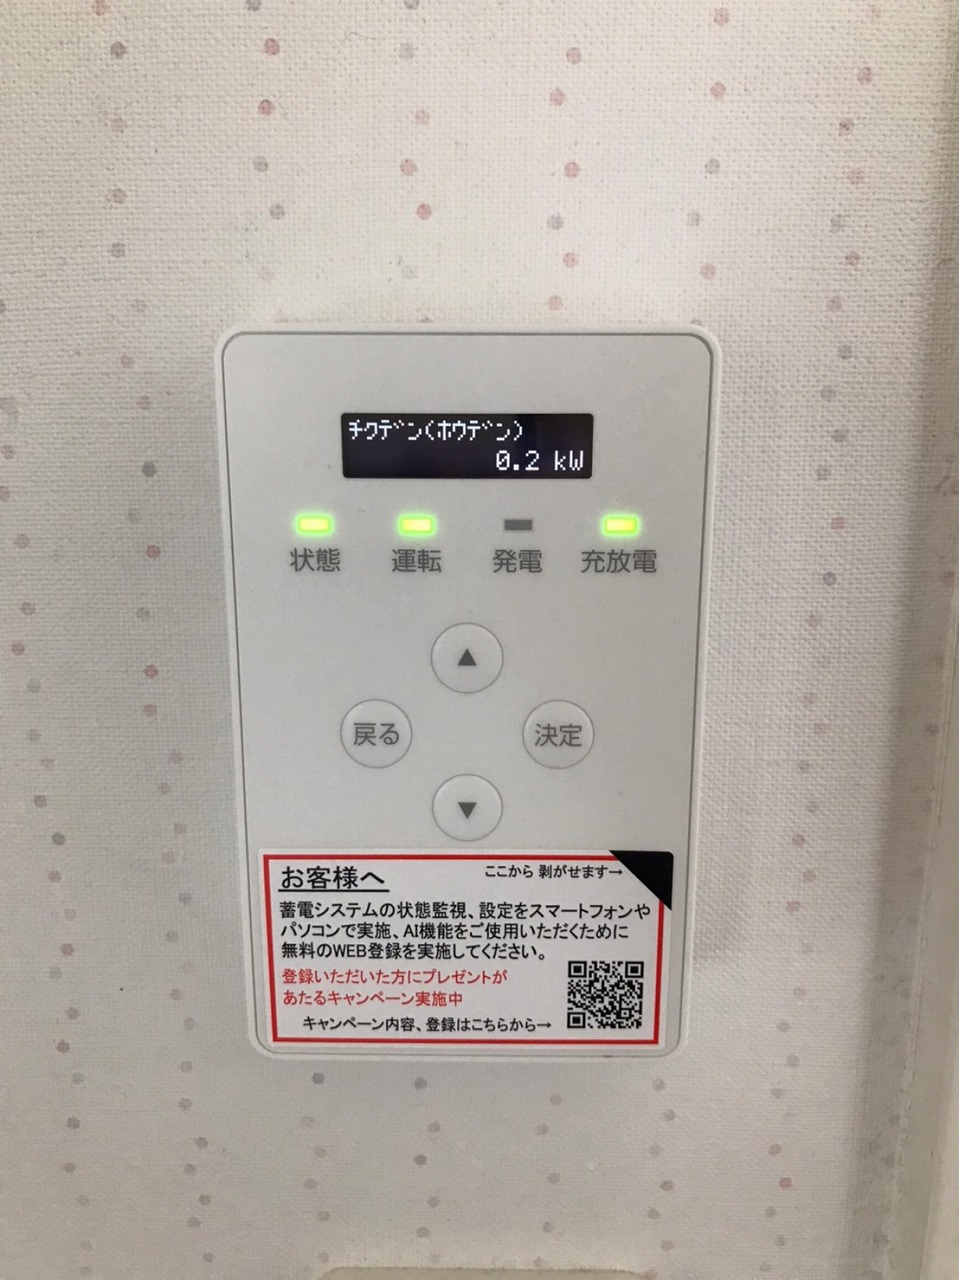 ﾁｸﾃﾞﾝ(ﾎｳﾃﾞﾝ)
0.2 kW
状態 運転 発電 充放電
▲
戻る 決定
▼
お客様へ ここから 剥がせます→
蓄電システムの状態監視、設定をスマートフォンや
パソコンで実施、AI機能をご使用いただくために
無料のWEB登録を実施してください。
登録いただいた方にプレゼントが
あたるキャンペーン実施中
キャンペーン内容、登録はこちらから→